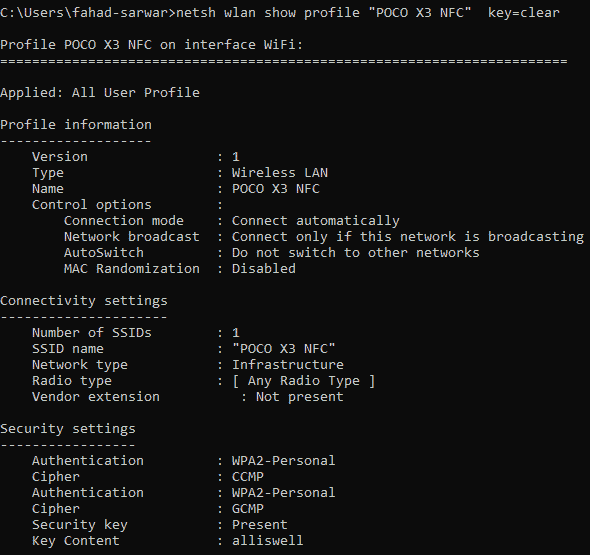 C:\Users\fahad-sarwar>netsh wlan show profile "POCO X3 NFC"  key=clear
Profile POCO X3 NFC on interface WiFi:
=======================================================================
Applied: All User Profile
Profile information
-------------------
Version : 1
Type : Wireless LAN
Name : POCO X3 NFC
Control options :
Connection mode : Connect automatically
Network broadcast : Connect only if this network is broadcasting
AutoSwitch : Do not switch to other networks
MAC Randomization : Disabled
Connectivity settings
---------------------
Number of SSIDs : 1
SSID name : "POCO X3 NFC"
Network type : Infrastructure
Radio type : [ Any Radio Type ]
Vendor extension : Not present
Security settings
-----------------
Authentication : WPA2-Personal
Cipher : CCMP
Authentication : WPA2-Personal
Cipher : GCMP
Security key : Present
Key Content : alliswell